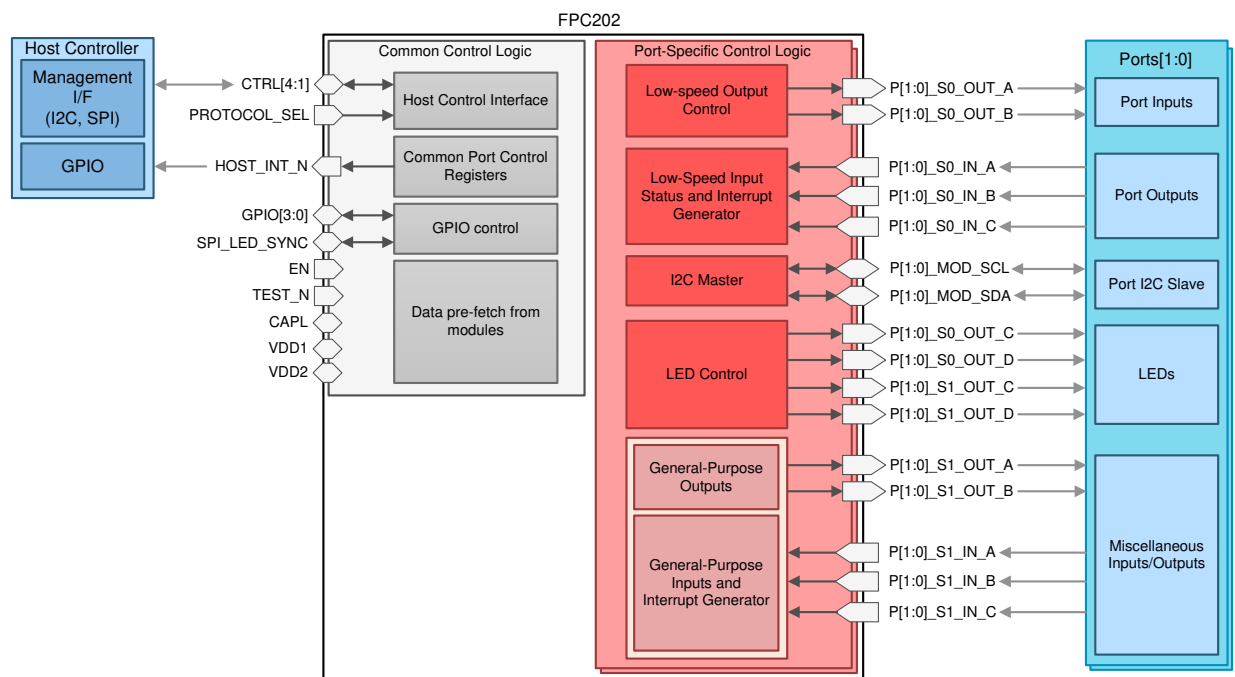 FPC202
Host Controller
Management
I/F
(I2C, SPI)
GPIO
CTRL[4:1]
PROTOCOL_SEL
HOST_INT_N
GPIO[3:0]
SPI_LED_SYNC
EN
TEST_N
CAPL
VDD1
VDD2
Common Control Logic
Host Control Interface
Common Port Control
Registers
GPIO control
Data pre-fetch from
modules
Port-Specific Control Logic
Low-speed Output
Control
Low-Speed Input
Status and Interrupt
Generator
I2C Master
LED Control
General-Purpose
Outputs
General-Purpose
Inputs and
Interrupt Generator
P[1:0]_S0_OUT_A
P[1:0]_S0_OUT_B
P[1:0]_S0_IN_A
P[1:0]_S0_IN_B
P[1:0]_S0_IN_C
P[1:0]_MOD_SCL
P[1:0]_MOD_SDA
P[1:0]_S0_OUT_C
P[1:0]_S0_OUT_D
P[1:0]_S1_OUT_C
P[1:0]_S1_OUT_D
P[1:0]_S1_OUT_A
P[1:0]_S1_OUT_B
P[1:0]_S1_IN_A
P[1:0]_S1_IN_B
P[1:0]_S1_IN_C
Ports[1:0]
Port Inputs
Port Outputs
Port I2C Slave
LEDs
Miscellaneous
Inputs/Outputs